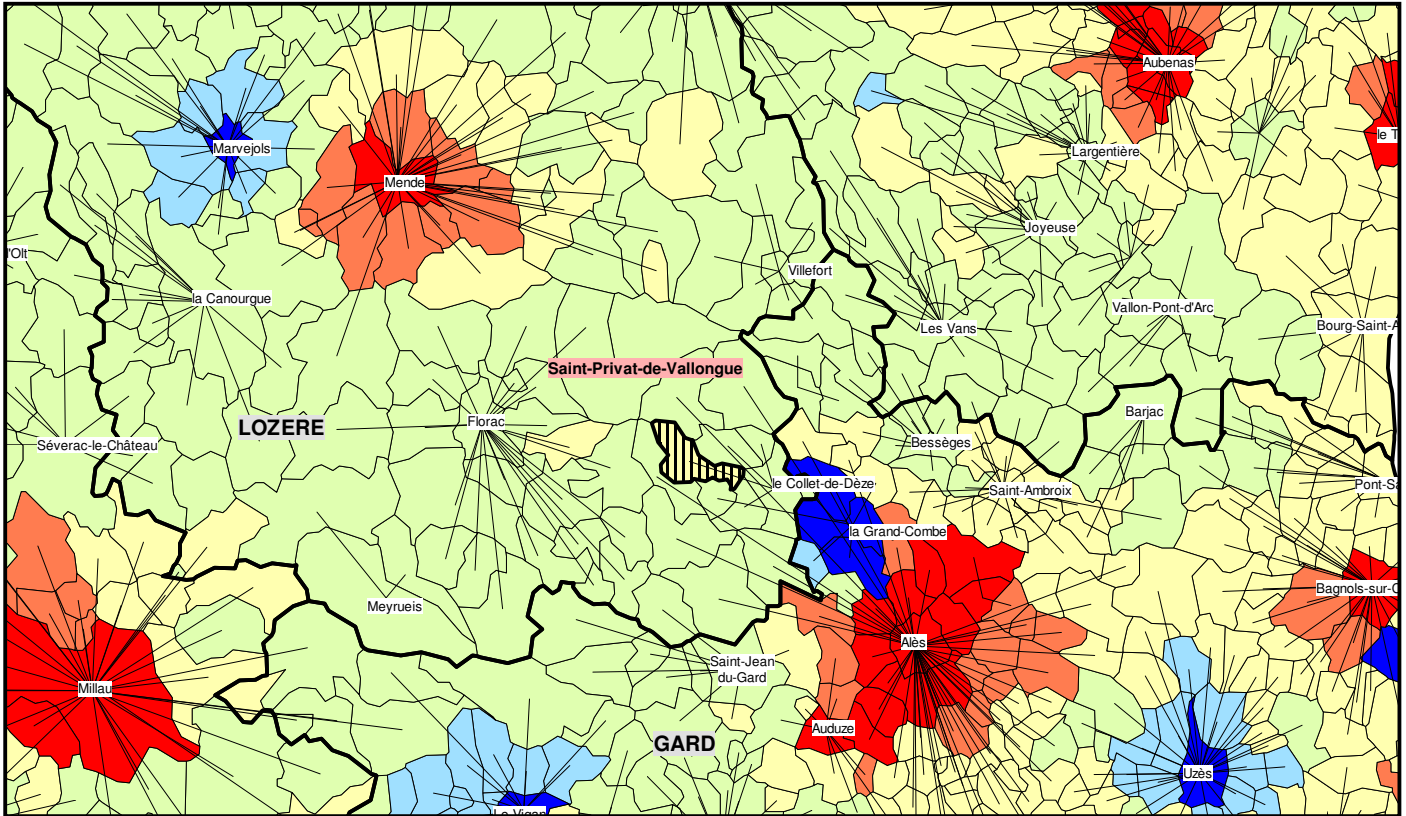 Aubenas
le T
Marvejols
Largentière
Mende
Joyeuse
l'Olt
Villefort
la Canourgue
Vallon-Pont-d'Arc
Les Vans
Bourg-Saint-A
Saint-Privat-de-Vallongue
LOZERE
Florac
Barjac
Séverac-le-Château
Bessèges
le Collet-de-Dèze
Saint-Ambroix
Pont-Sa
la Grand-Combe
Bagnols-sur-C
Meyrueis
Alès
Saint-Jean
du-Gard
Millau
Auduze
GARD
Uzès
Le Vigan